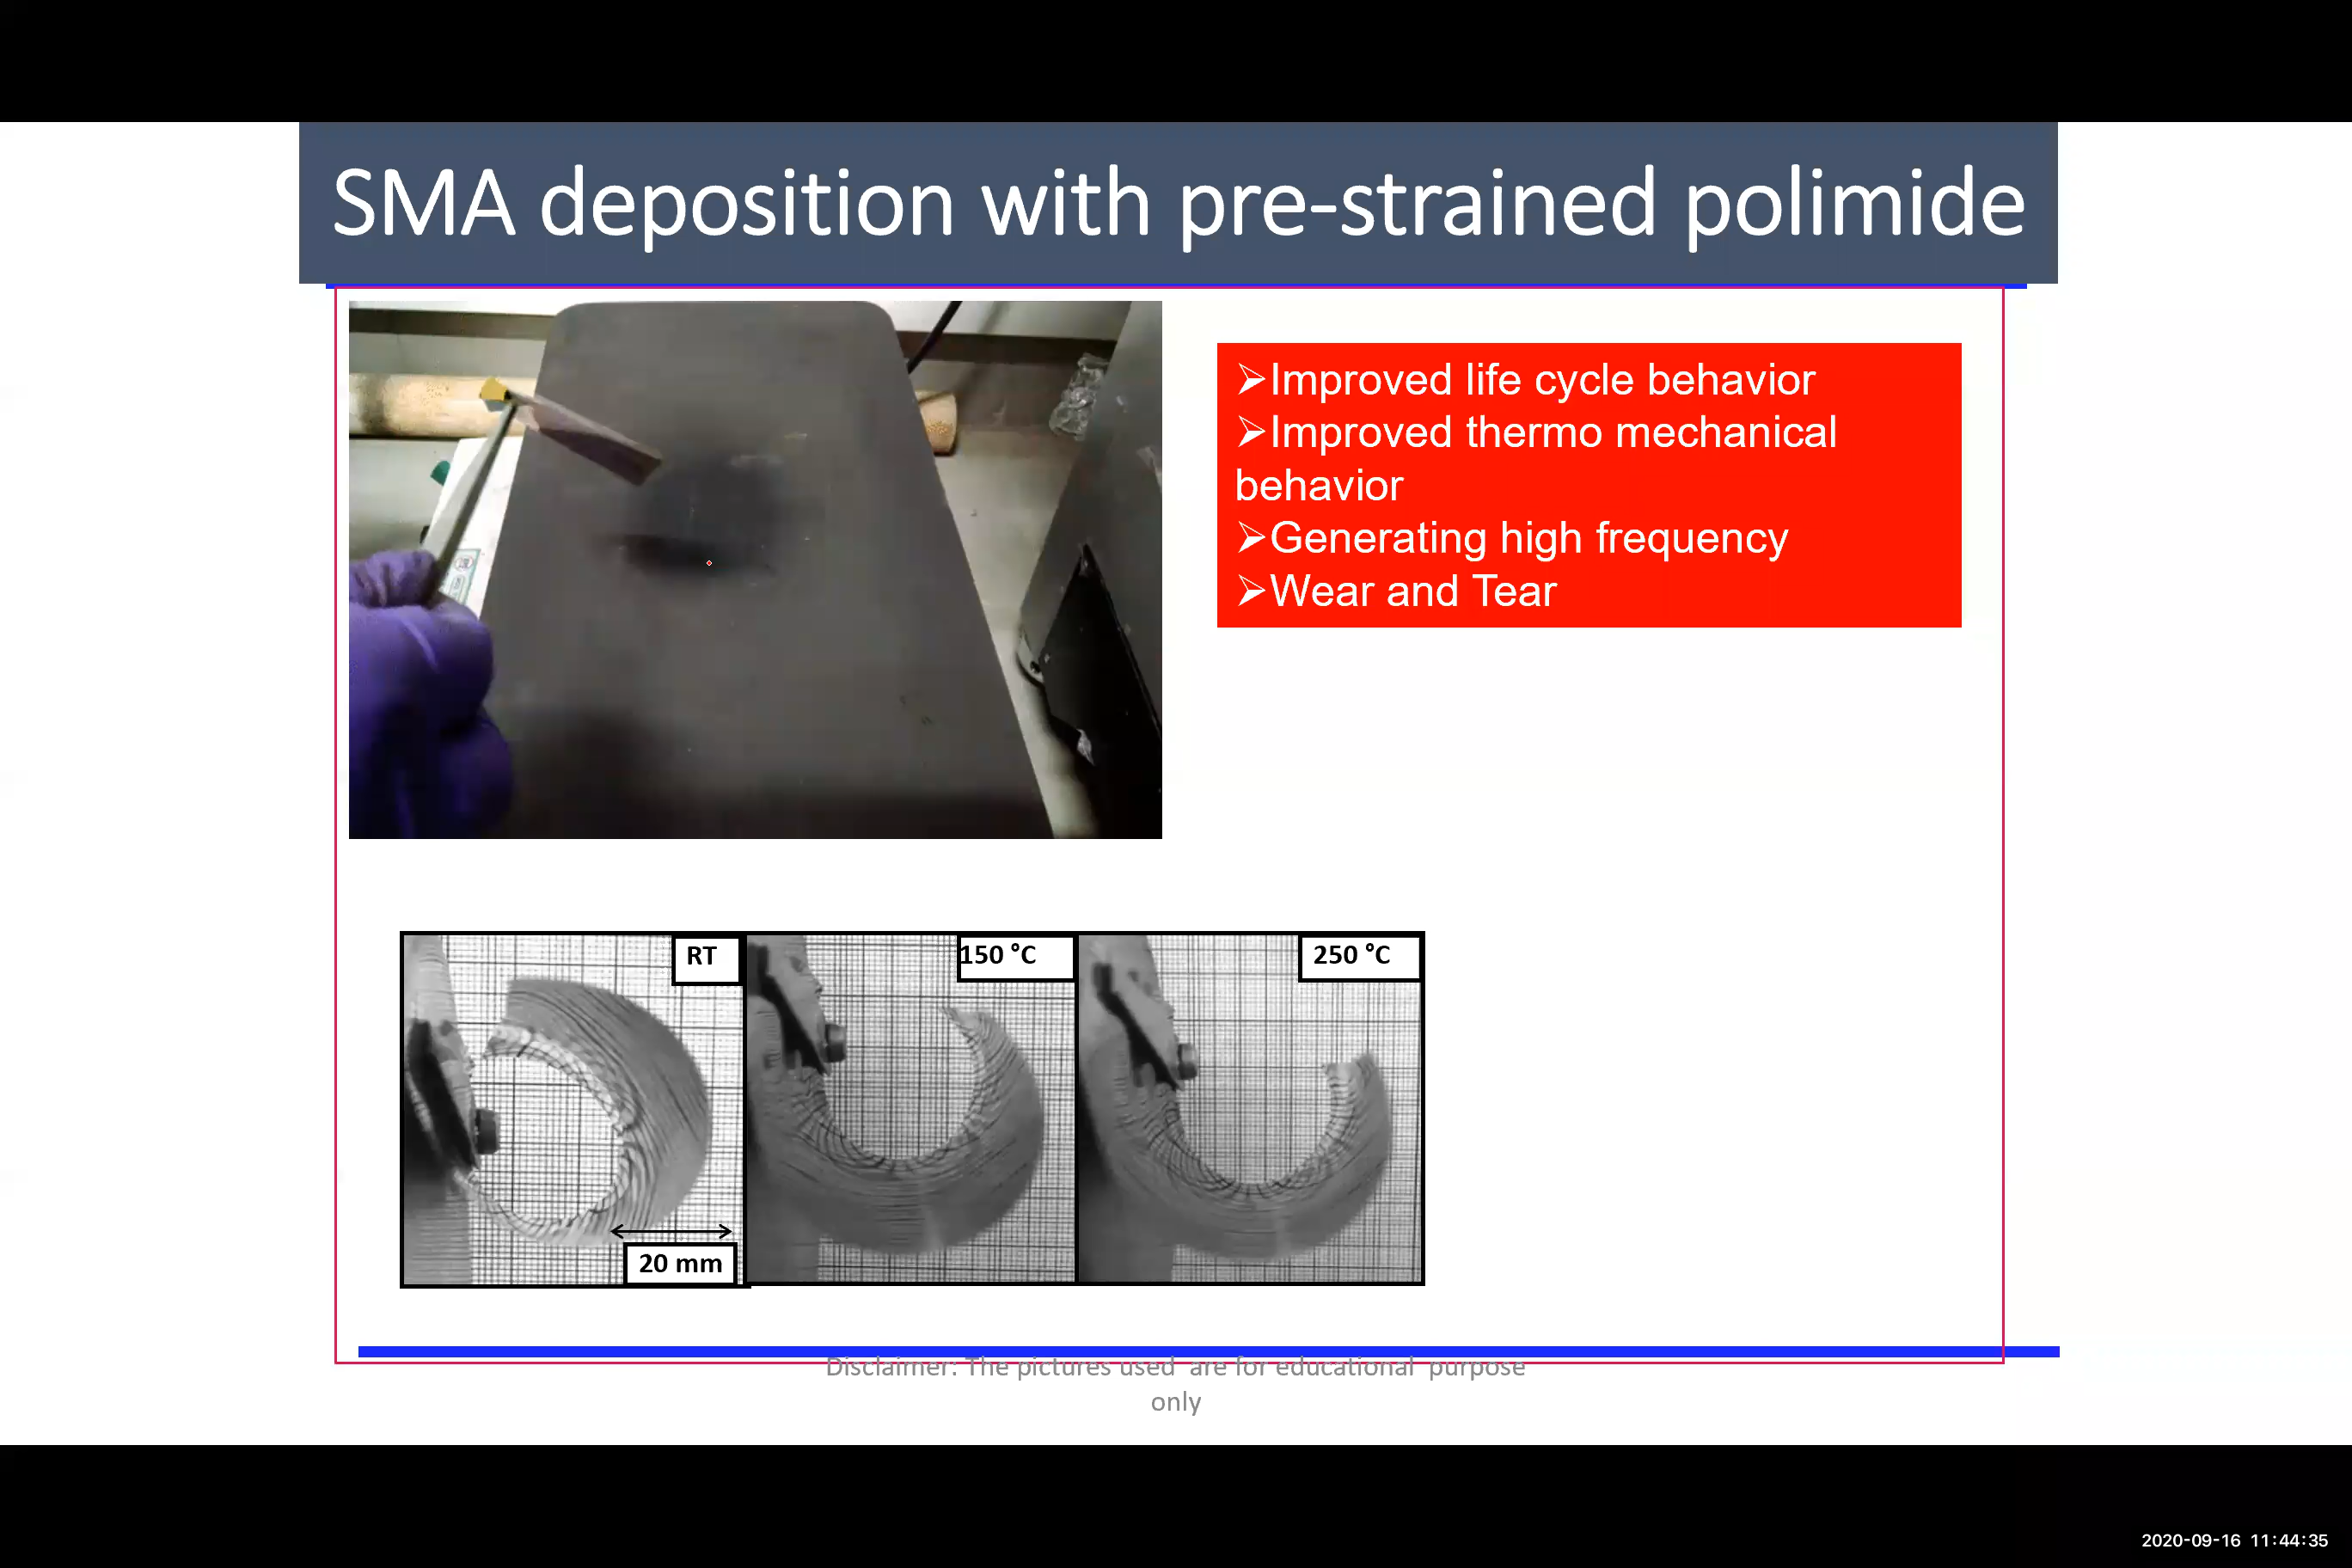 SMA deposition with pre-strained polimide
➢Improved life cycle behavior
➢Improved thermo mechanical
behavior
➢Generating high frequency
➢Wear and Tear
RT
150 °C
250 °C
20 mm
Disclaimer: The pictures used are for educational purpose
only
2020-09-16 11:44:35